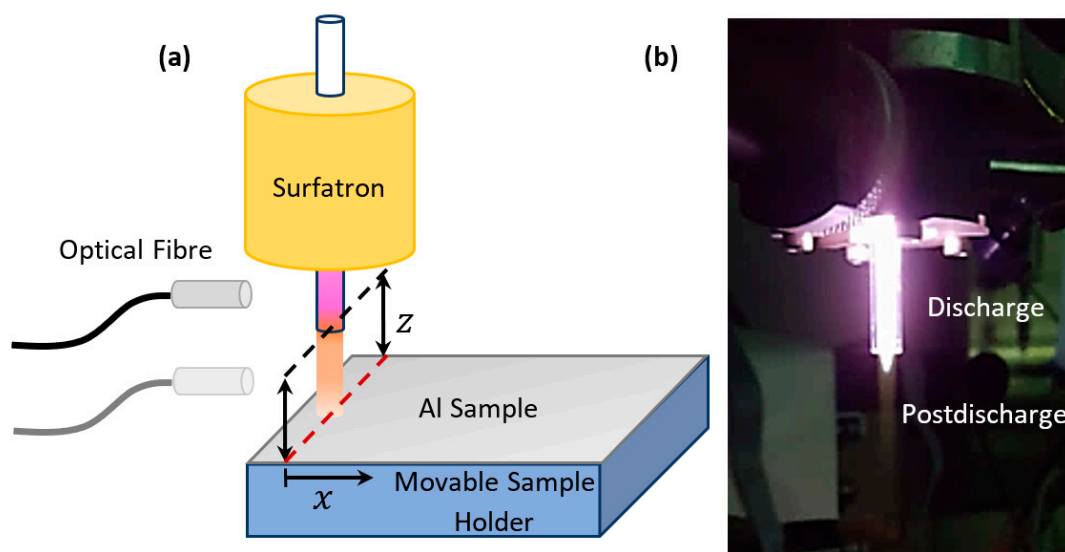 (a)
(b)
Surfatron
Optical Fibre
z
Al Sample
x
Movable Sample
Holder
Discharge
Postdischarge